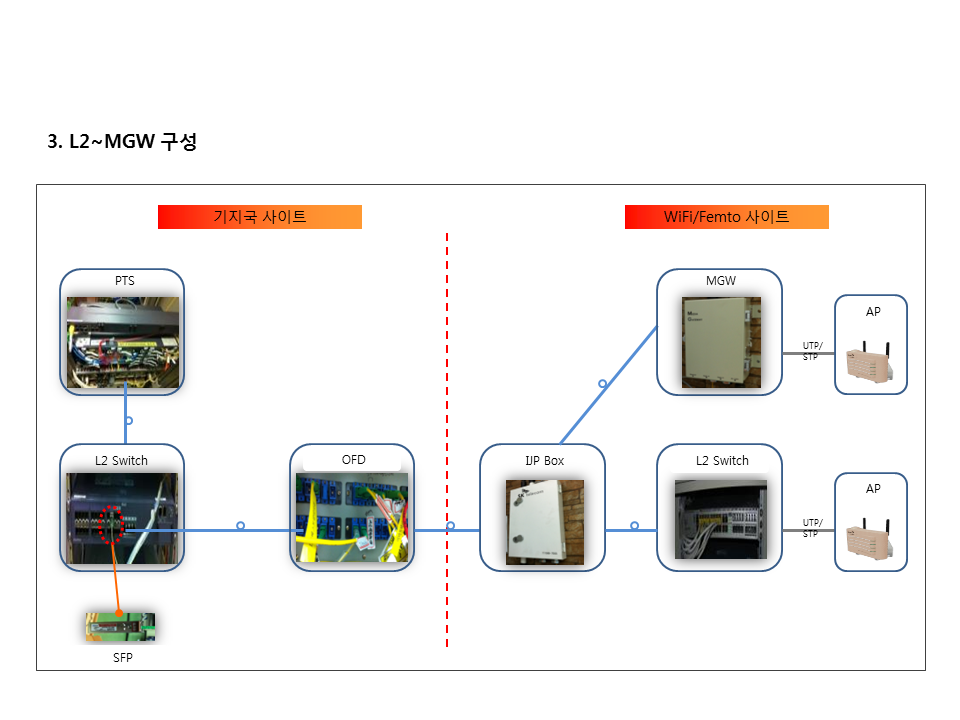 3. L2~MGW 구성
기지국 사이트
WiFi/Femto 사이트
PTS
MGW
AP
UTP/
STP
L2 Switch
OFD
IJP Box
L2 Switch
AP
UTP/
STP
SFP